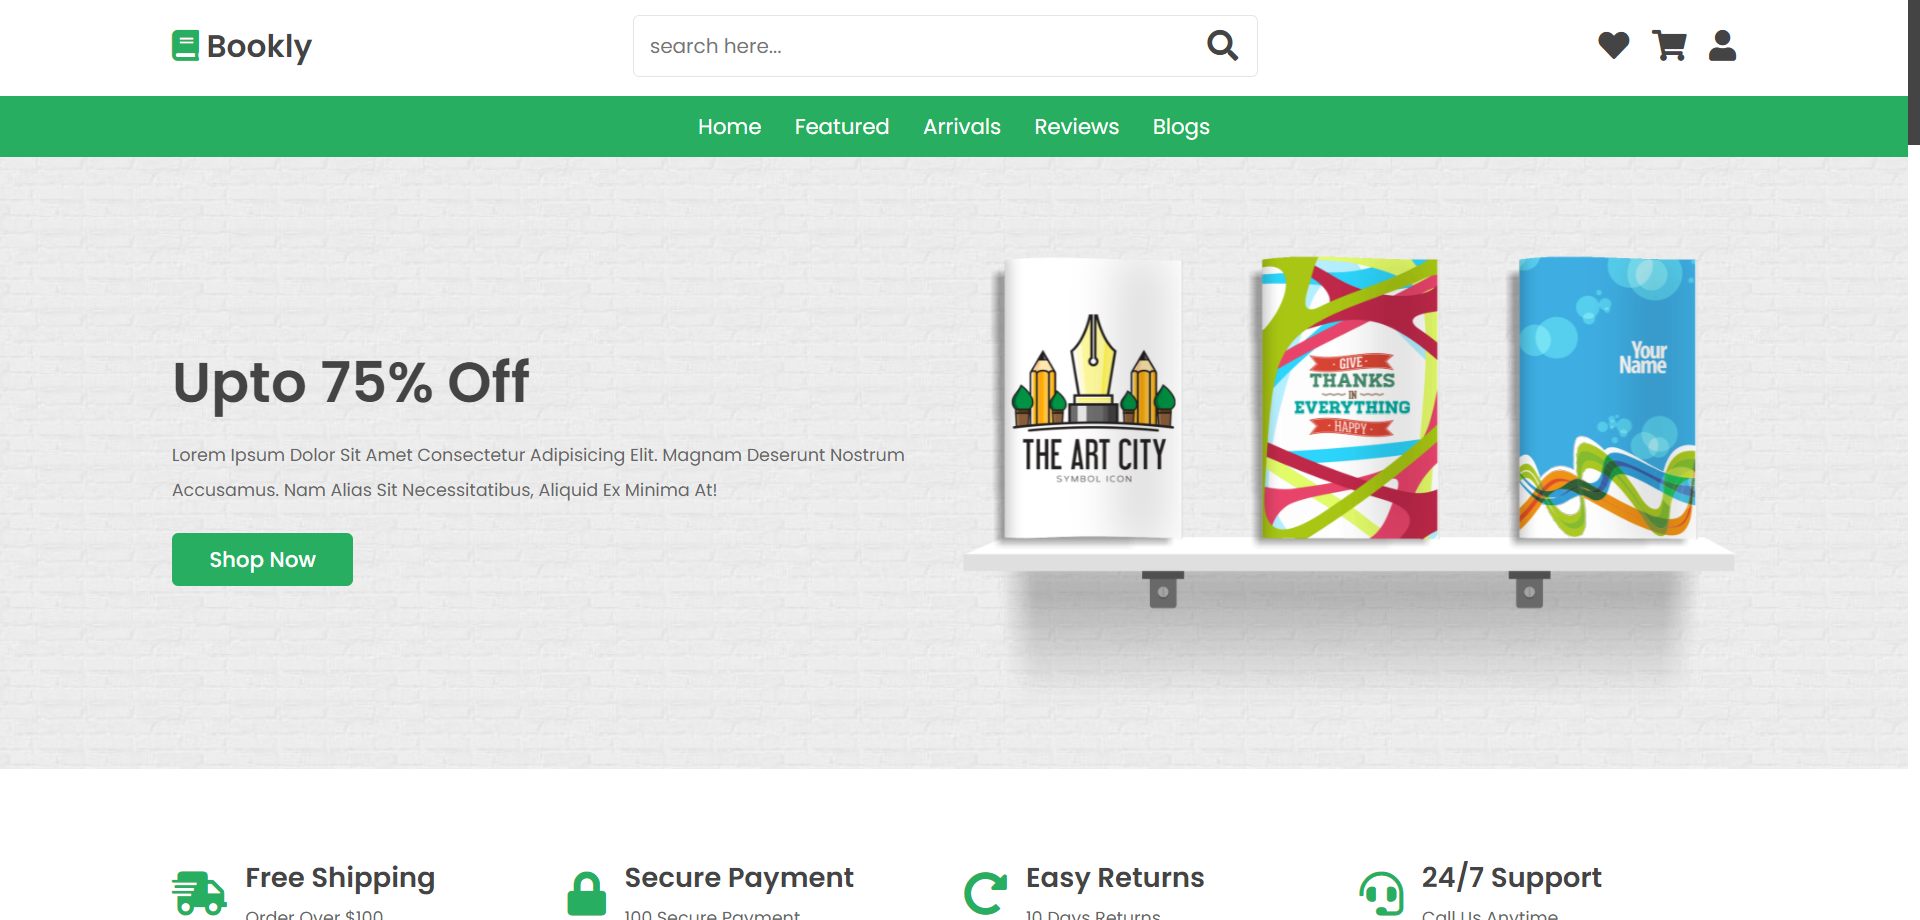 Bookly
search here...
Home Featured Arrivals Reviews Blogs
Upto 75% Off
Lorem Ipsum Dolor Sit Amet Consectetur Adipisicing Elit. Magnam Deserunt Nostrum
Accusamus. Nam Alias Sit Necessitatibus, Aliquid Ex Minima At!
Shop Now
THE ART CITY
SYMBOL ICON
· GIVE ·
THANKS
IN
EVERYTHING
· HAPPY ·
Your
Name
Free Shipping
Order Over $100
Secure Payment
100 Secure Payment
Easy Returns
10 Days Returns
24/7 Support
Call Us Anytime